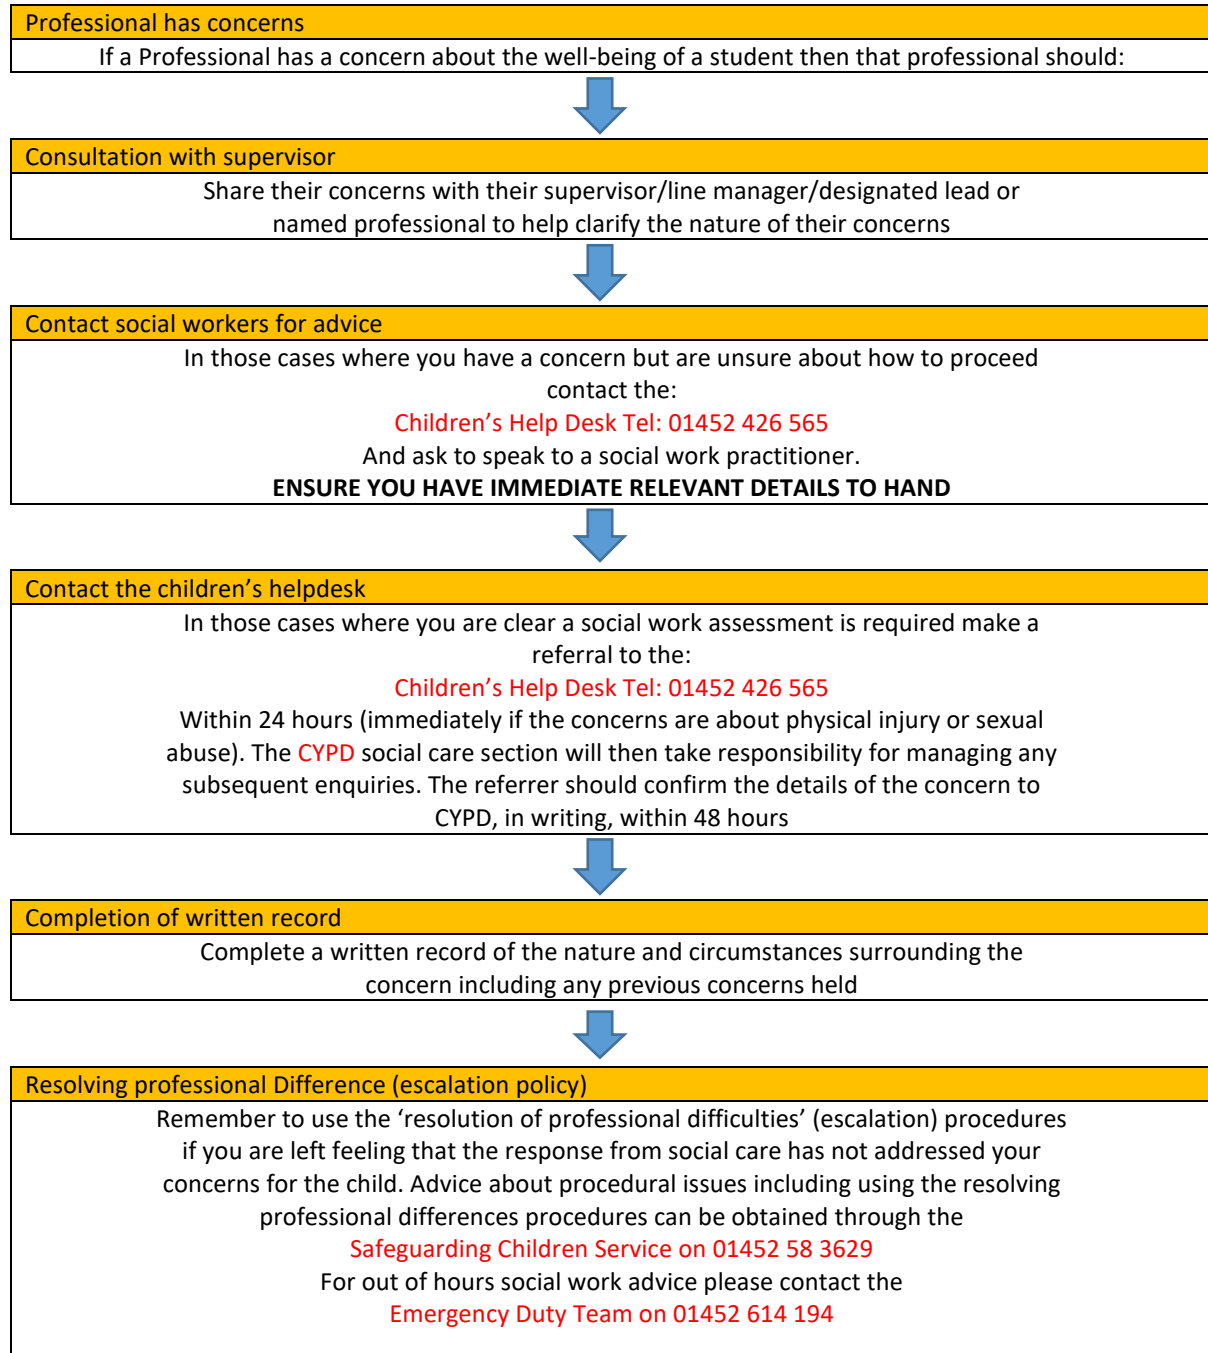 Professional has concerns
If a Professional has a concern about the well-being of a student then that professional should:
Consultation with supervisor
Share their concerns with their supervisor/line manager/designated lead or
named professional to help clarify the nature of their concerns
Contact social workers for advice
In those cases where you have a concern but are unsure about how to proceed
contact the:
Children’s Help Desk Tel: 01452 426 565
And ask to speak to a social work practitioner.
ENSURE YOU HAVE IMMEDIATE RELEVANT DETAILS TO HAND
Contact the children’s helpdesk
In those cases where you are clear a social work assessment is required make a
referral to the:
Children’s Help Desk Tel: 01452 426 565
Within 24 hours (immediately if the concerns are about physical injury or sexual
abuse). The CYPD social care section will then take responsibility for managing any
subsequent enquiries. The referrer should confirm the details of the concern to
CYPD, in writing, within 48 hours
Completion of written record
Complete a written record of the nature and circumstances surrounding the
concern including any previous concerns held
Resolving professional Difference (escalation policy)
Remember to use the ‘resolution of professional difficulties’ (escalation) procedures
if you are left feeling that the response from social care has not addressed your
concerns for the child. Advice about procedural issues including using the resolving
professional differences procedures can be obtained through the
Safeguarding Children Service on 01452 58 3629
For out of hours social work advice please contact the
Emergency Duty Team on 01452 614 194